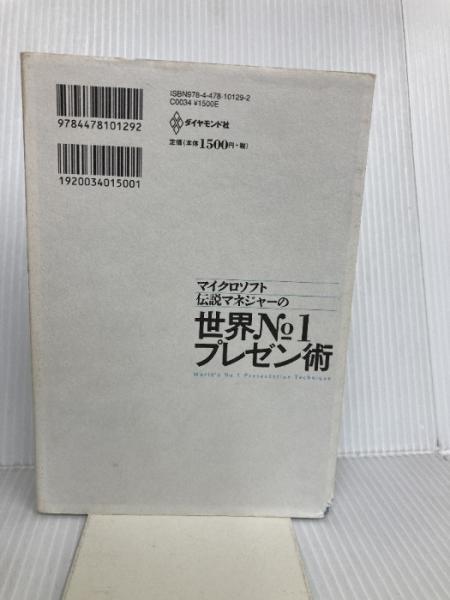 ISBN978-4-478-10129-2
C0034 ¥1500E
ダイヤモンド社
定価(本体1500円+税)
9784478101292
1920034015001
マイクロソフト
伝説マネジャーの
世界No1
プレゼン術
World's No.1 Presentation Technique